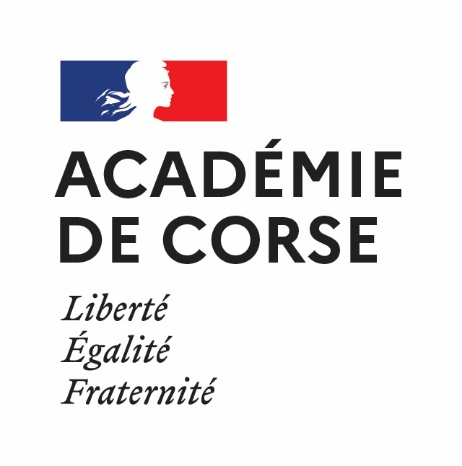 ACADÉMIE
DE CORSE
Liberté
Égalité
Fraternité